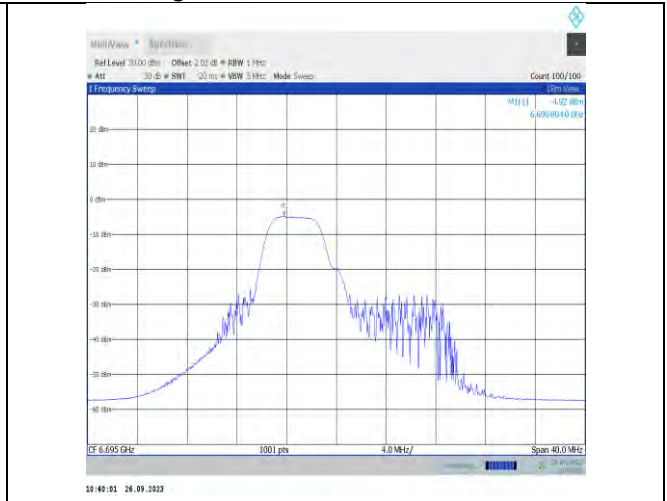 MultiView Spectrum
Ref Level 30.00 dBm Offset 2.00 dB RBW 1 MHz
Att 30 dB SWT 20 ms VBW 3 MHz Mode Sweep Count 100/100
1 Frequency Sweep 1Rm View
M1[1] -4.92 dBm
GHz
20 dBm
10 dBm
0 dBm
-10 dBm
-20 dBm
-30 dBm
-40 dBm
-50 dBm
-60 dBm
CF 6.695 GHz 1001 pts 4.0 MHz/ Span 40.0 MHz
10:40:01 26.09.2023